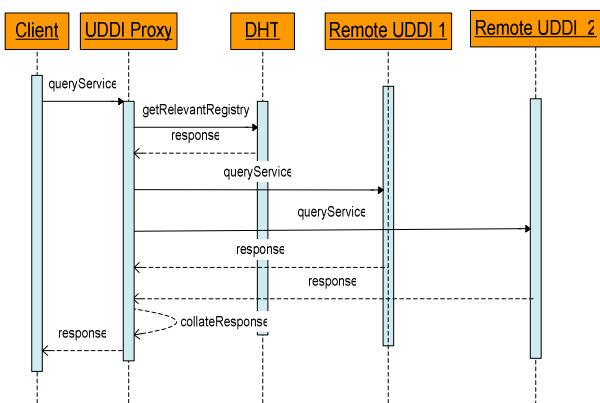 Client
UDDI Proxy
DHT
Remote UDDI 1
Remote UDDI 2
queryService
getRelevantRegistry
response
queryService
queryService
response
response
collateResponse
response